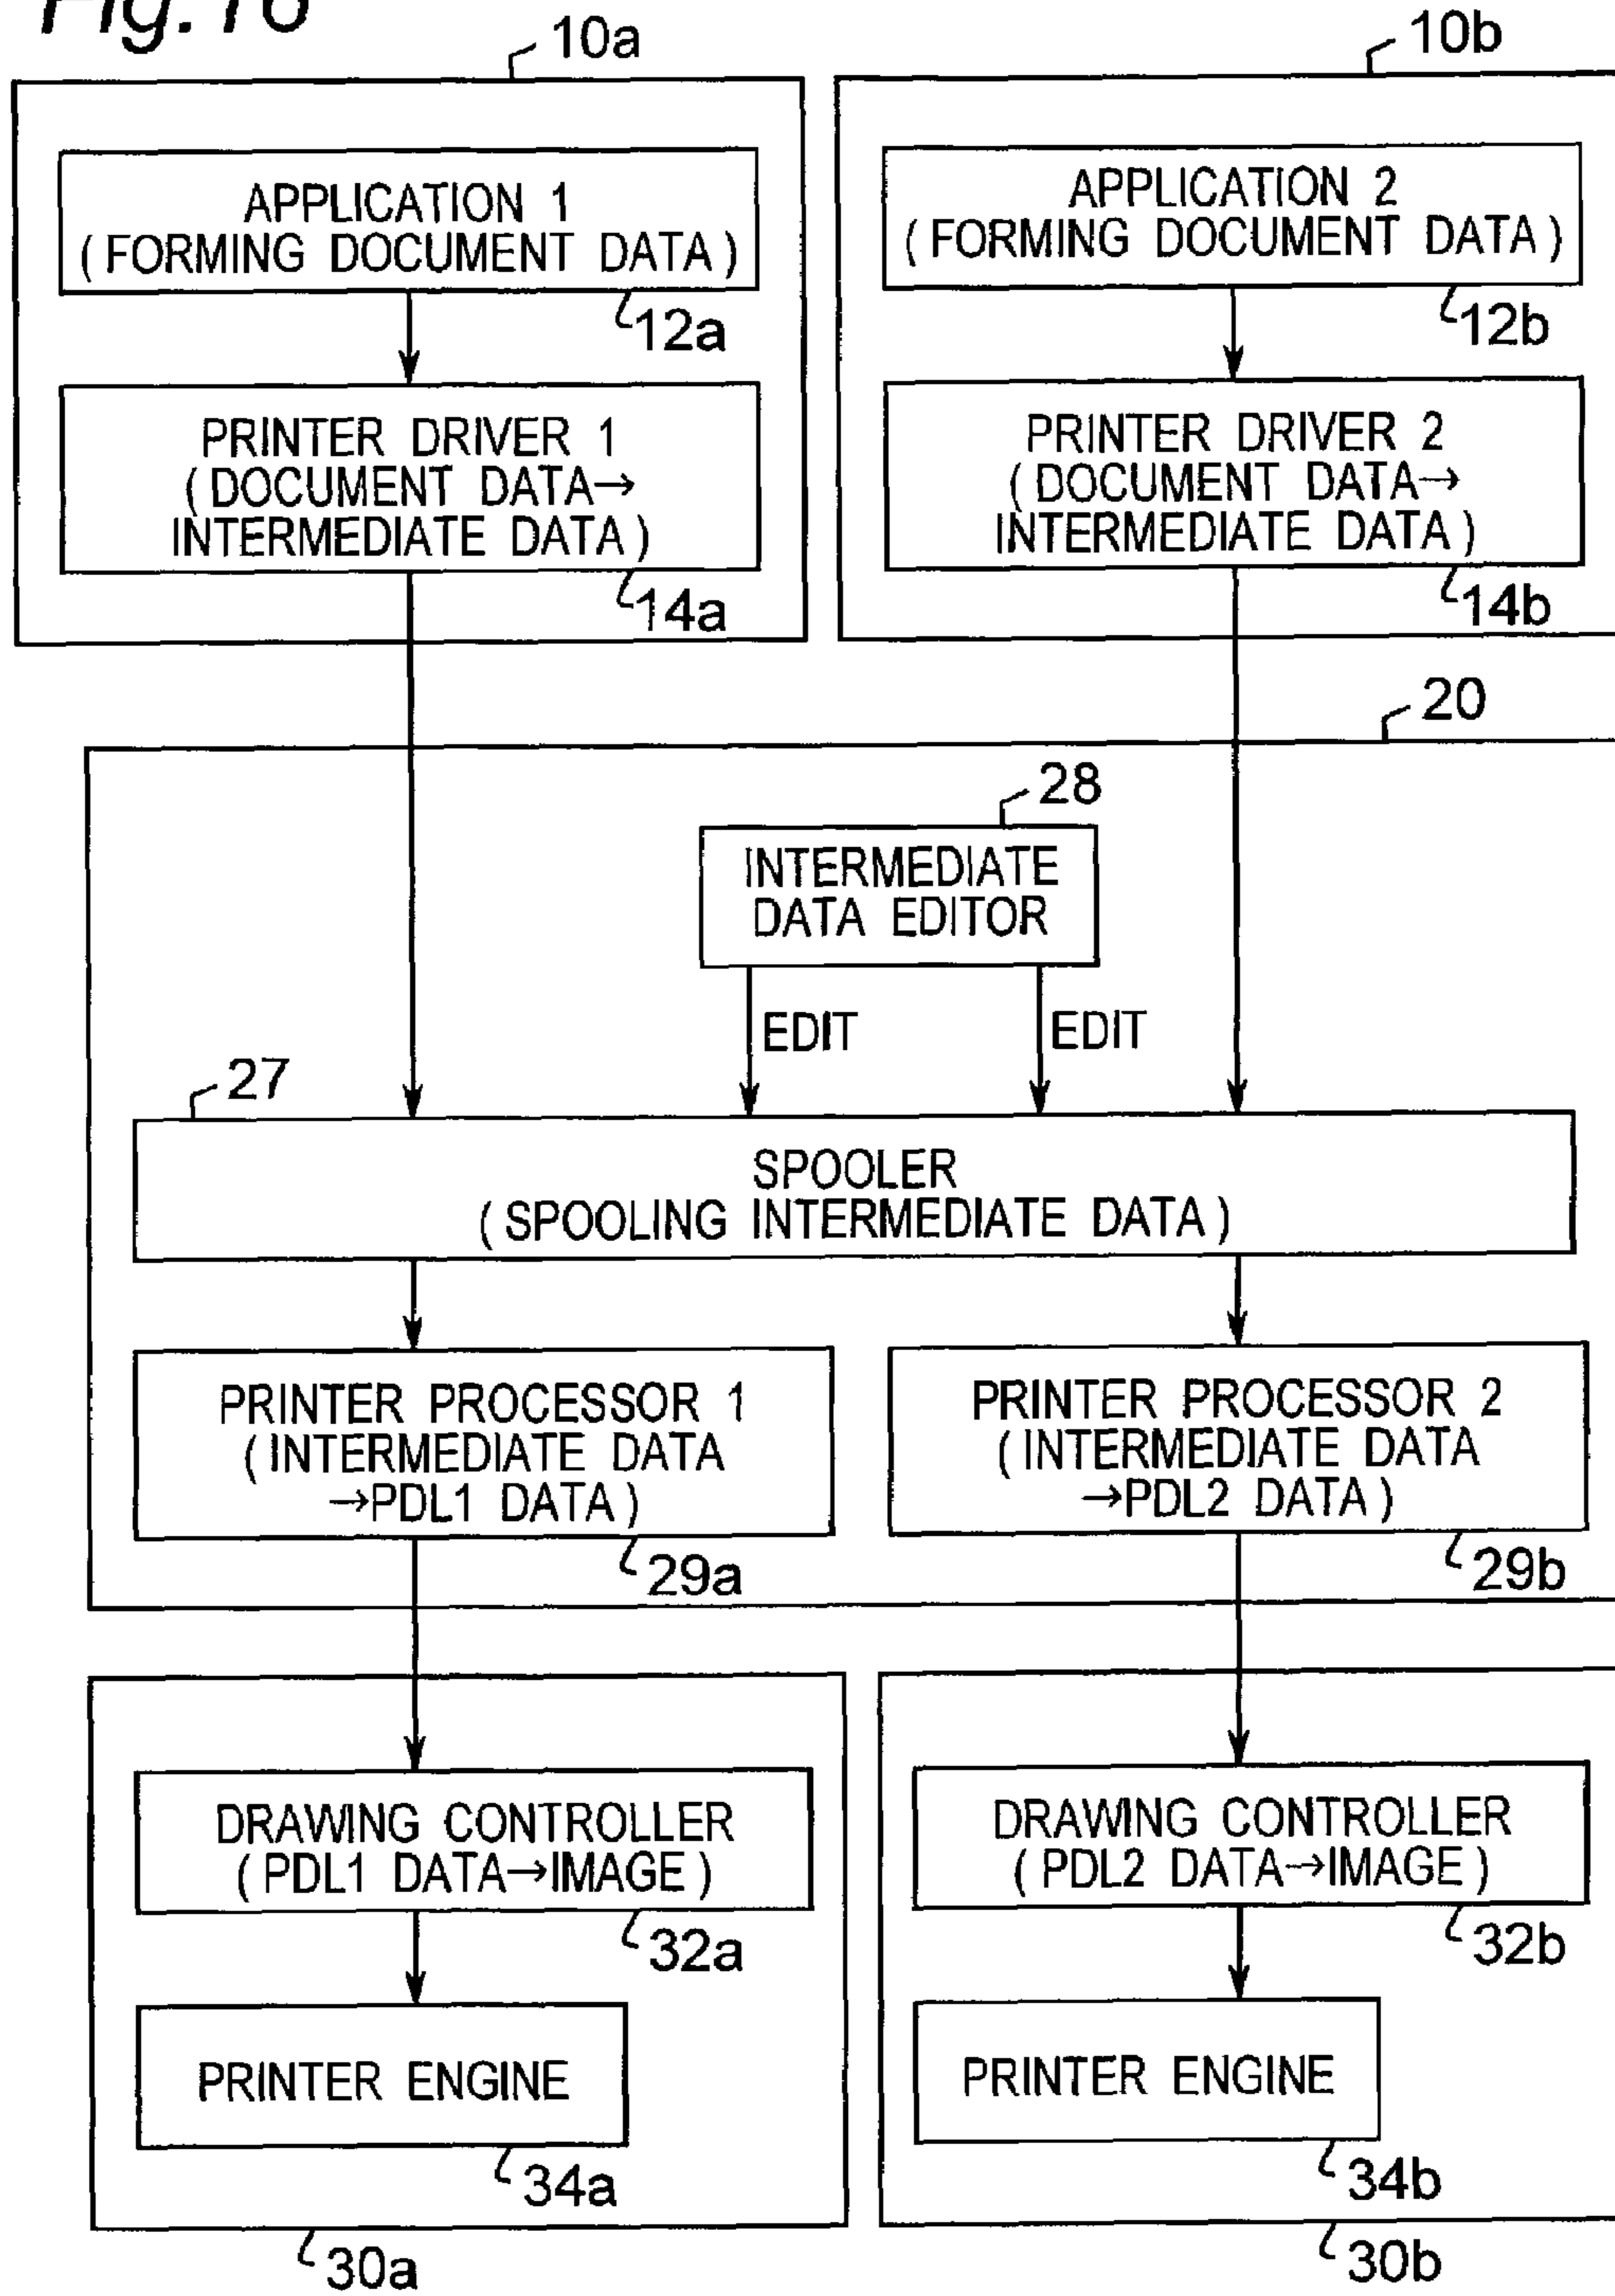 Fig.
10a
10b
APPLICATION 1
( FORMING DOCUMENT DATA )
12a
APPLICATION 2
( FORMING DOCUMENT DATA )
12b
PRINTER DRIVER 1
( DOCUMENT DATA→
INTERMEDIATE DATA )
14a
PRINTER DRIVER 2
( DOCUMENT DATA→
INTERMEDIATE DATA )
14b
20
28
INTERMEDIATE
DATA EDITOR
EDIT
EDIT
27
SPOOLER
( SPOOLING INTERMEDIATE DATA )
PRINTER PROCESSOR 1
( INTERMEDIATE DATA
→PDL1 DATA )
29a
PRINTER PROCESSOR 2
( INTERMEDIATE DATA
→PDL2 DATA )
29b
DRAWING CONTROLLER
( PDL1 DATA→IMAGE )
32a
DRAWING CONTROLLER
( PDL2 DATA→IMAGE )
32b
PRINTER ENGINE
34a
PRINTER ENGINE
34b
30a
30b